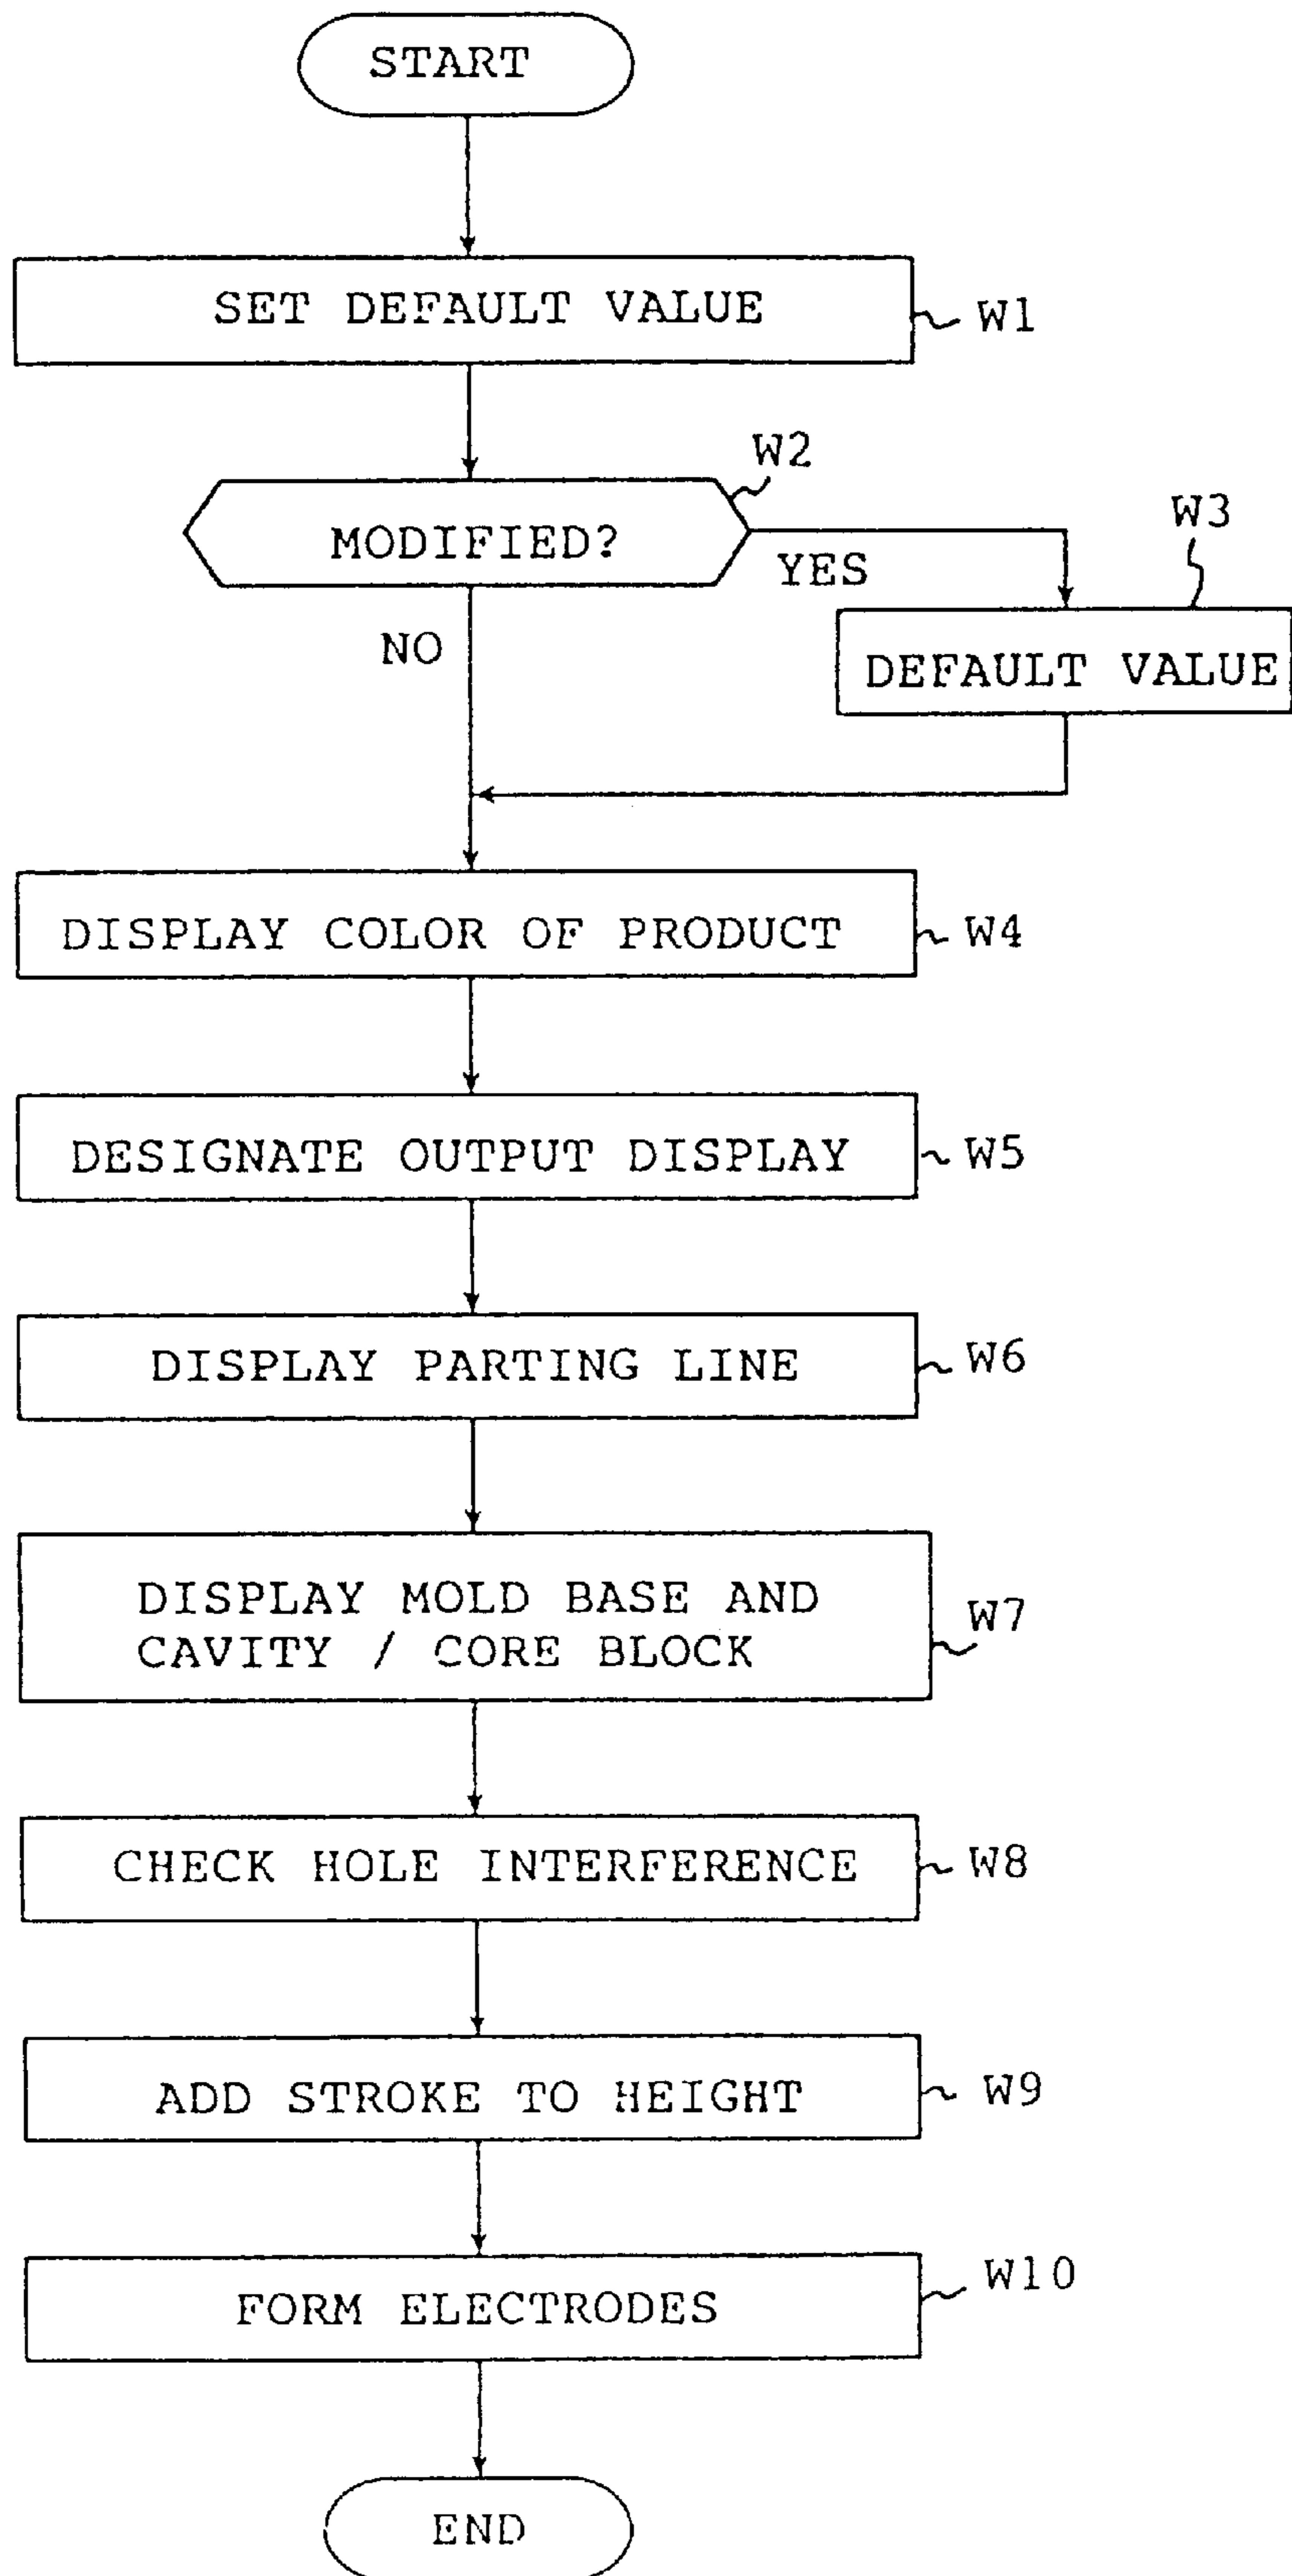 START
SET DEFAULT VALUE
W1
W2
MODIFIED?
YES
W3
NO
DEFAULT VALUE
DISPLAY COLOR OF PRODUCT
W4
DESIGNATE OUTPUT DISPLAY
W5
DISPLAY PARTING LINE
W6
DISPLAY MOLD BASE AND
CAVITY / CORE BLOCK
W7
CHECK HOLE INTERFERENCE
W8
ADD STROKE TO HEIGHT
W9
FORM ELECTRODES
W10
END